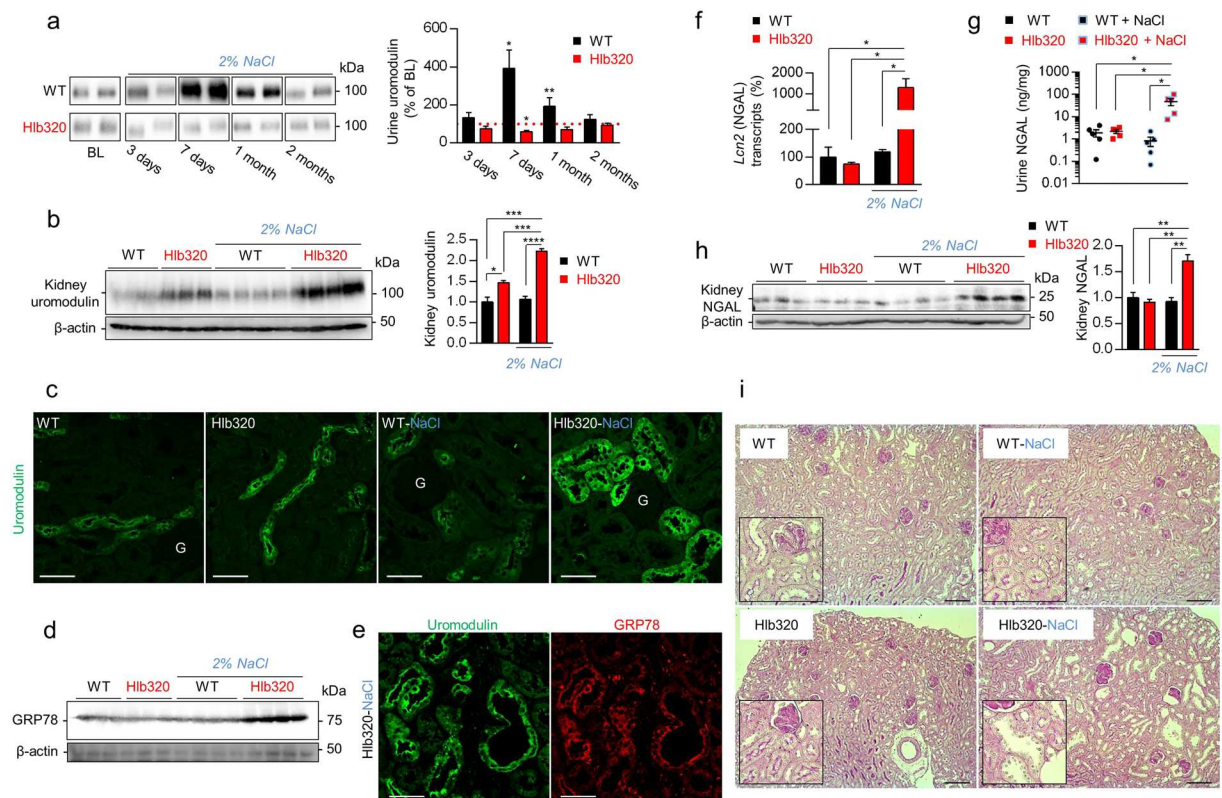 a
2% NaCl
kDa
WT
100
Hlb320
100
BL
3 days
7 days
1 month
2 months
Urine uromodulin
(% of BL)
800
600
400
200
0
*
*
**
WT
Hlb320
3 days
7 days
1 month
2 months
b
2% NaCl
WT
Hlb320
WT
Hlb320
kDa
Kidney
uromodulin
100
β-actin
50
Kidney uromodulin
2.5
2.0
1.5
1.0
0.5
0.0
***
***
****
*
WT
Hlb320
2% NaCl
c
Uromodulin
WT
G
Hlb320
WT-NaCl
G
Hlb320-NaCl
G
d
2% NaCl
WT
Hlb320
WT
Hlb320
kDa
GRP78
75
β-actin
50
e
Uromodulin
GRP78
Hlb320-NaCl
f
WT
Hlb320
Lcn2 (NGAL)
transcripts (%)
2000
1000
200
100
0
*
*
*
2% NaCl
g
WT
WT + NaCl
Hlb320
Hlb320 + NaCl
Urine NGAL (ng/mg)
1000
100
10
1
0.1
0.01
*
*
*
h
2% NaCl
WT
Hlb320
WT
Hlb320
kDa
Kidney
NGAL
25
β-actin
50
WT
Hlb320
Kidney NGAL
2.0
1.5
1.0
0.5
0.0
**
**
**
2% NaCl
i
WT
WT-NaCl
Hlb320
Hlb320-NaCl